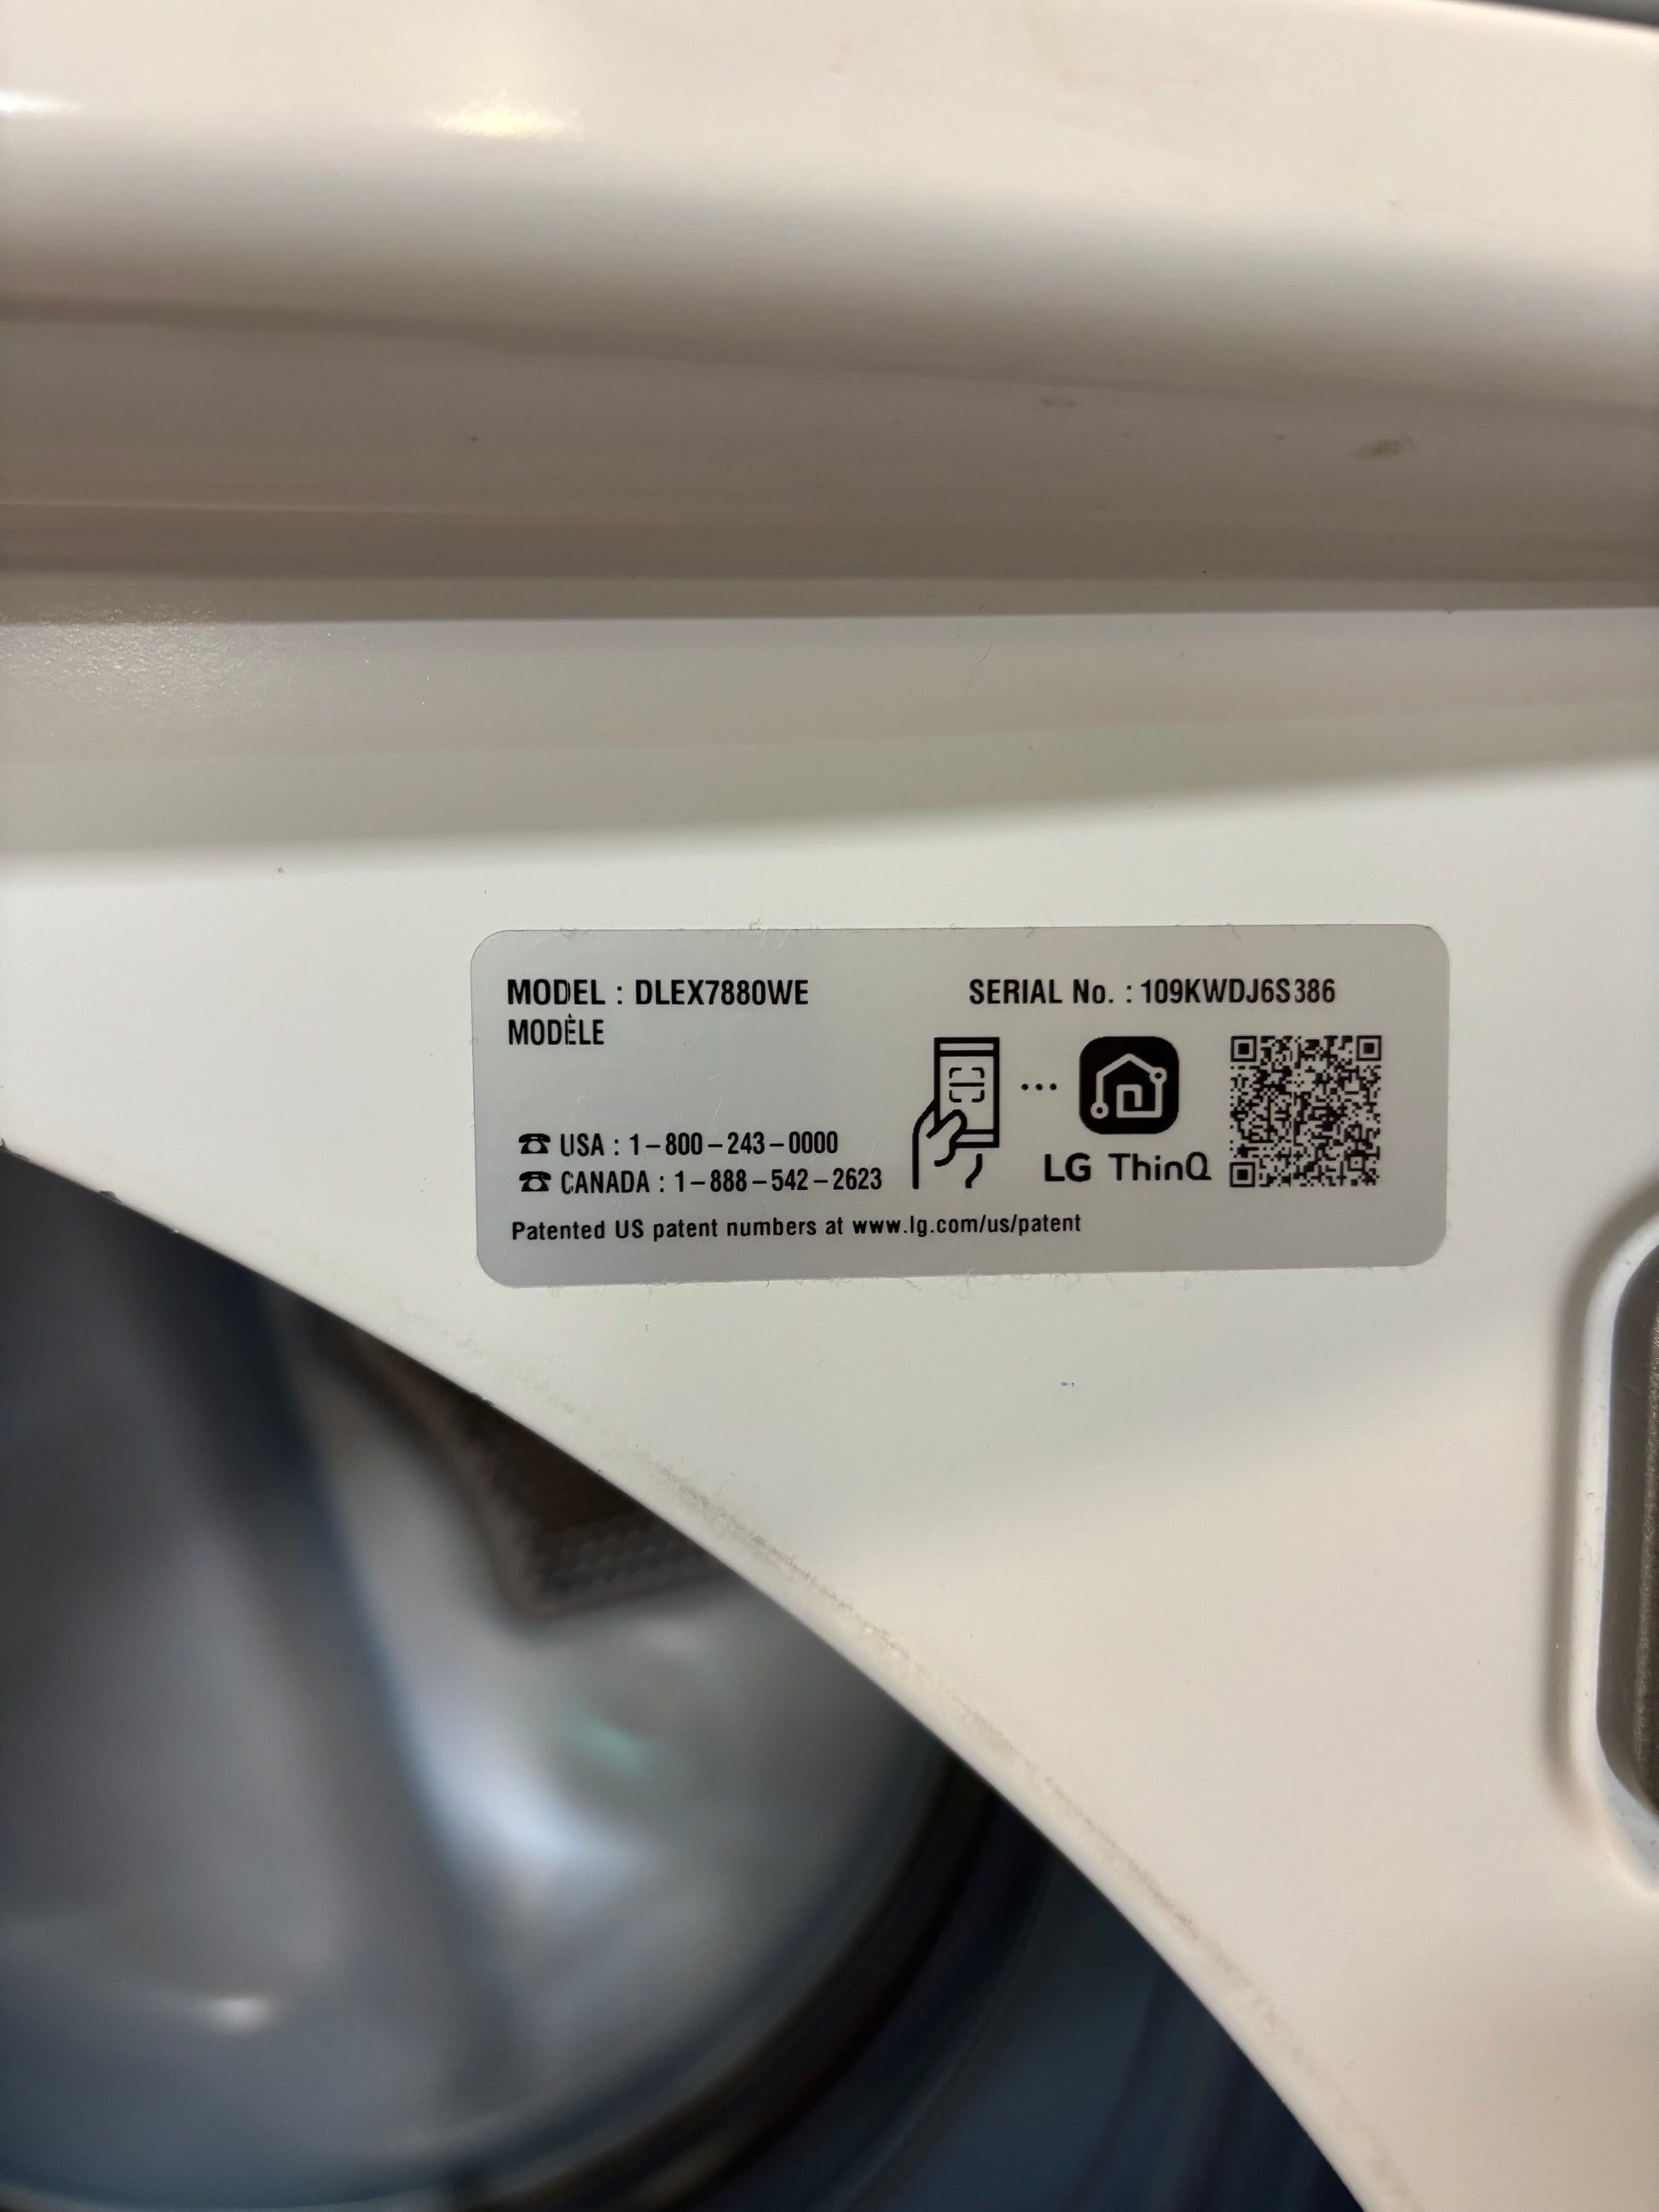 MODEL : DLEX7880WE
MODÈLE
SERIAL No. : 109KWDJ6S386
☎ USA : 1-800-243-0000
☎ CANADA : 1-888-542-2623
LG ThinQ
Patented US patent numbers at www.lg.com/us/patent